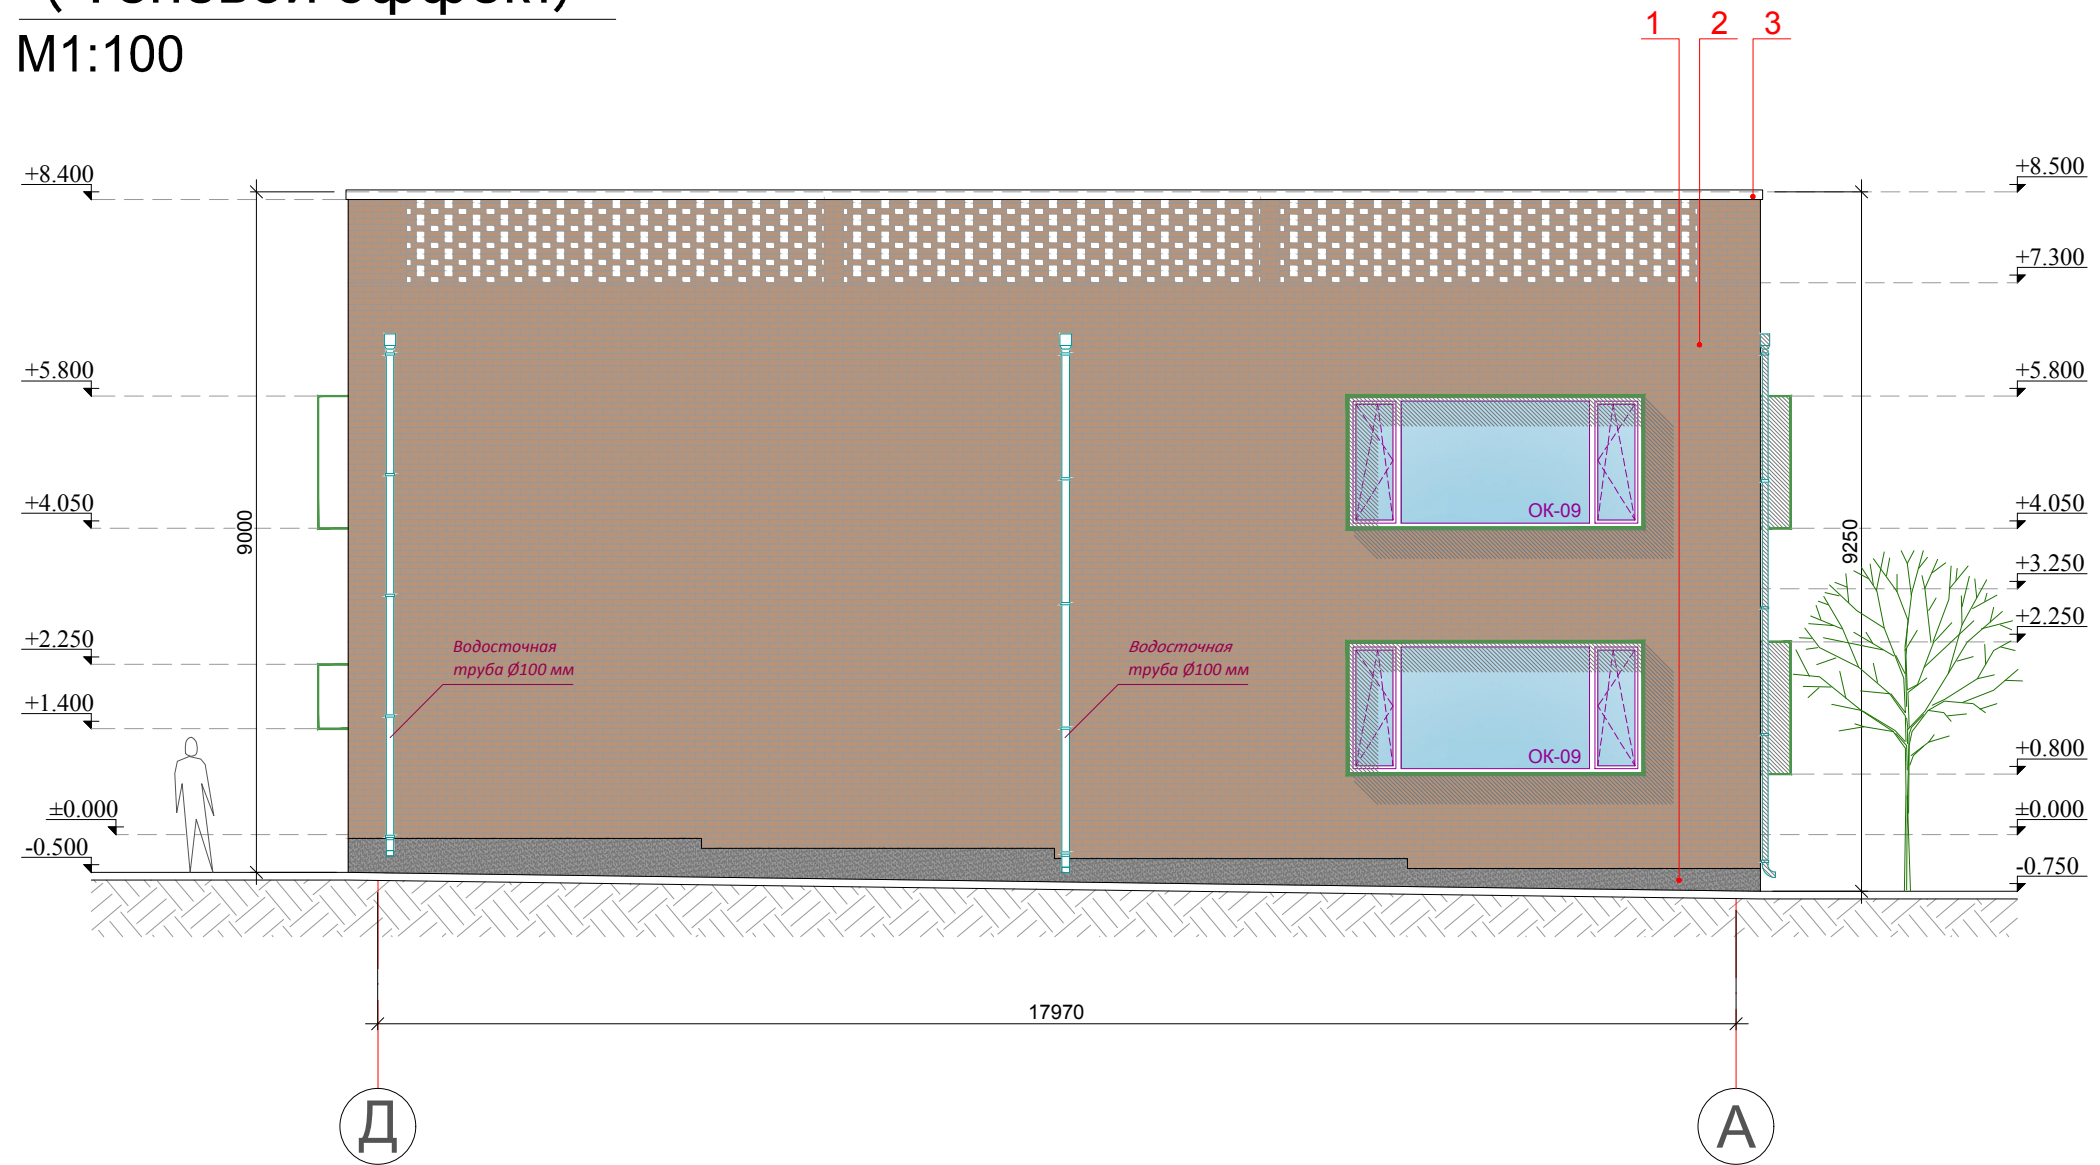 (Теневой эффект)
М1:100
1 2 3
+8.400
+8.500
+7.300
+5.800
+5.800
+4.050
+4.050
9000
9250
+3.250
+2.250
+2.250
+1.400
+0.800
±0.000
±0.000
-0.500
-0.750
ОК-09
ОК-09
Водосточная
труба Ø100 мм
Водосточная
труба Ø100 мм
17970
Д
А